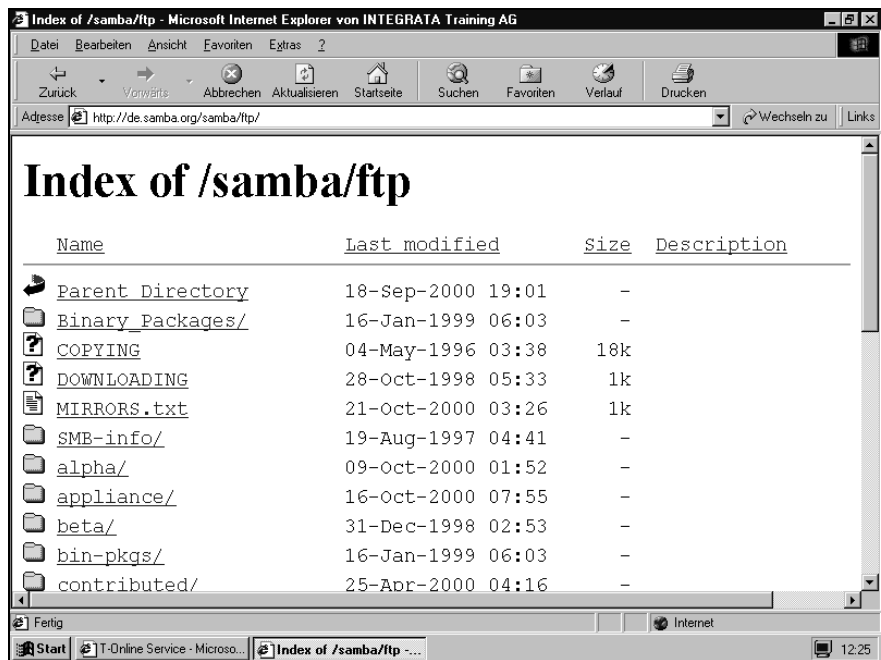 Index of /samba/ftp - Microsoft Internet Explorer von INTEGRATA Training AG
Datei Bearbeiten Ansicht Favoriten Extras ?
Zurück Vorwärts Abbrechen Aktualisieren Startseite Suchen Favoriten Verlauf Drucken
Adresse http://de.samba.org/samba/ftp/ Wechseln zu Links
Index of /samba/ftp
Name Last modified Size Description
Parent Directory 18-Sep-2000 19:01 -
Binary_Packages/ 16-Jan-1999 06:03 -
COPYING 04-May-1996 03:38 18k
DOWNLOADING 28-Oct-1998 05:33 1k
MIRRORS.txt 21-Oct-2000 03:26 1k
SMB-info/ 19-Aug-1997 04:41 -
alpha/ 09-Oct-2000 01:52 -
appliance/ 16-Oct-2000 07:55 -
beta/ 31-Dec-1998 02:53 -
bin-pkgs/ 16-Jan-1999 06:03 -
contributed/ 25-Apr-2000 04:16 -
Fertig Internet
Start T-Online Service - Microso... Index of /samba/ftp -... 12:25